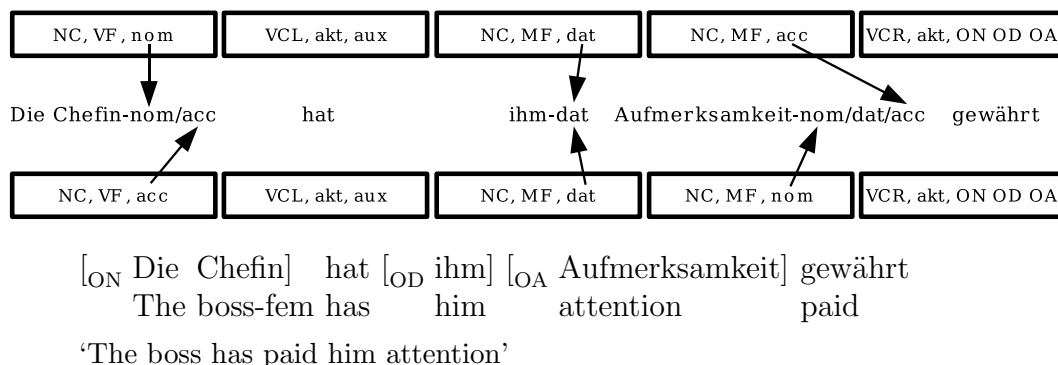 NC, VF, nom VCL, akt, aux NC, MF, dat NC, MF, acc VCR, akt, ON OD OA
Die Chefin-nom/acc hat ihm-dat Aufmerksamkeit-nom/dat/acc gewährt
NC, VF, acc VCL, akt, aux NC, MF, dat NC, MF, nom VCR, akt, ON OD OA
[ON Die Chefin] hat [OD ihm] [OA Aufmerksamkeit] gewährt
The boss-fem has him attention paid
‘The boss has paid him attention’